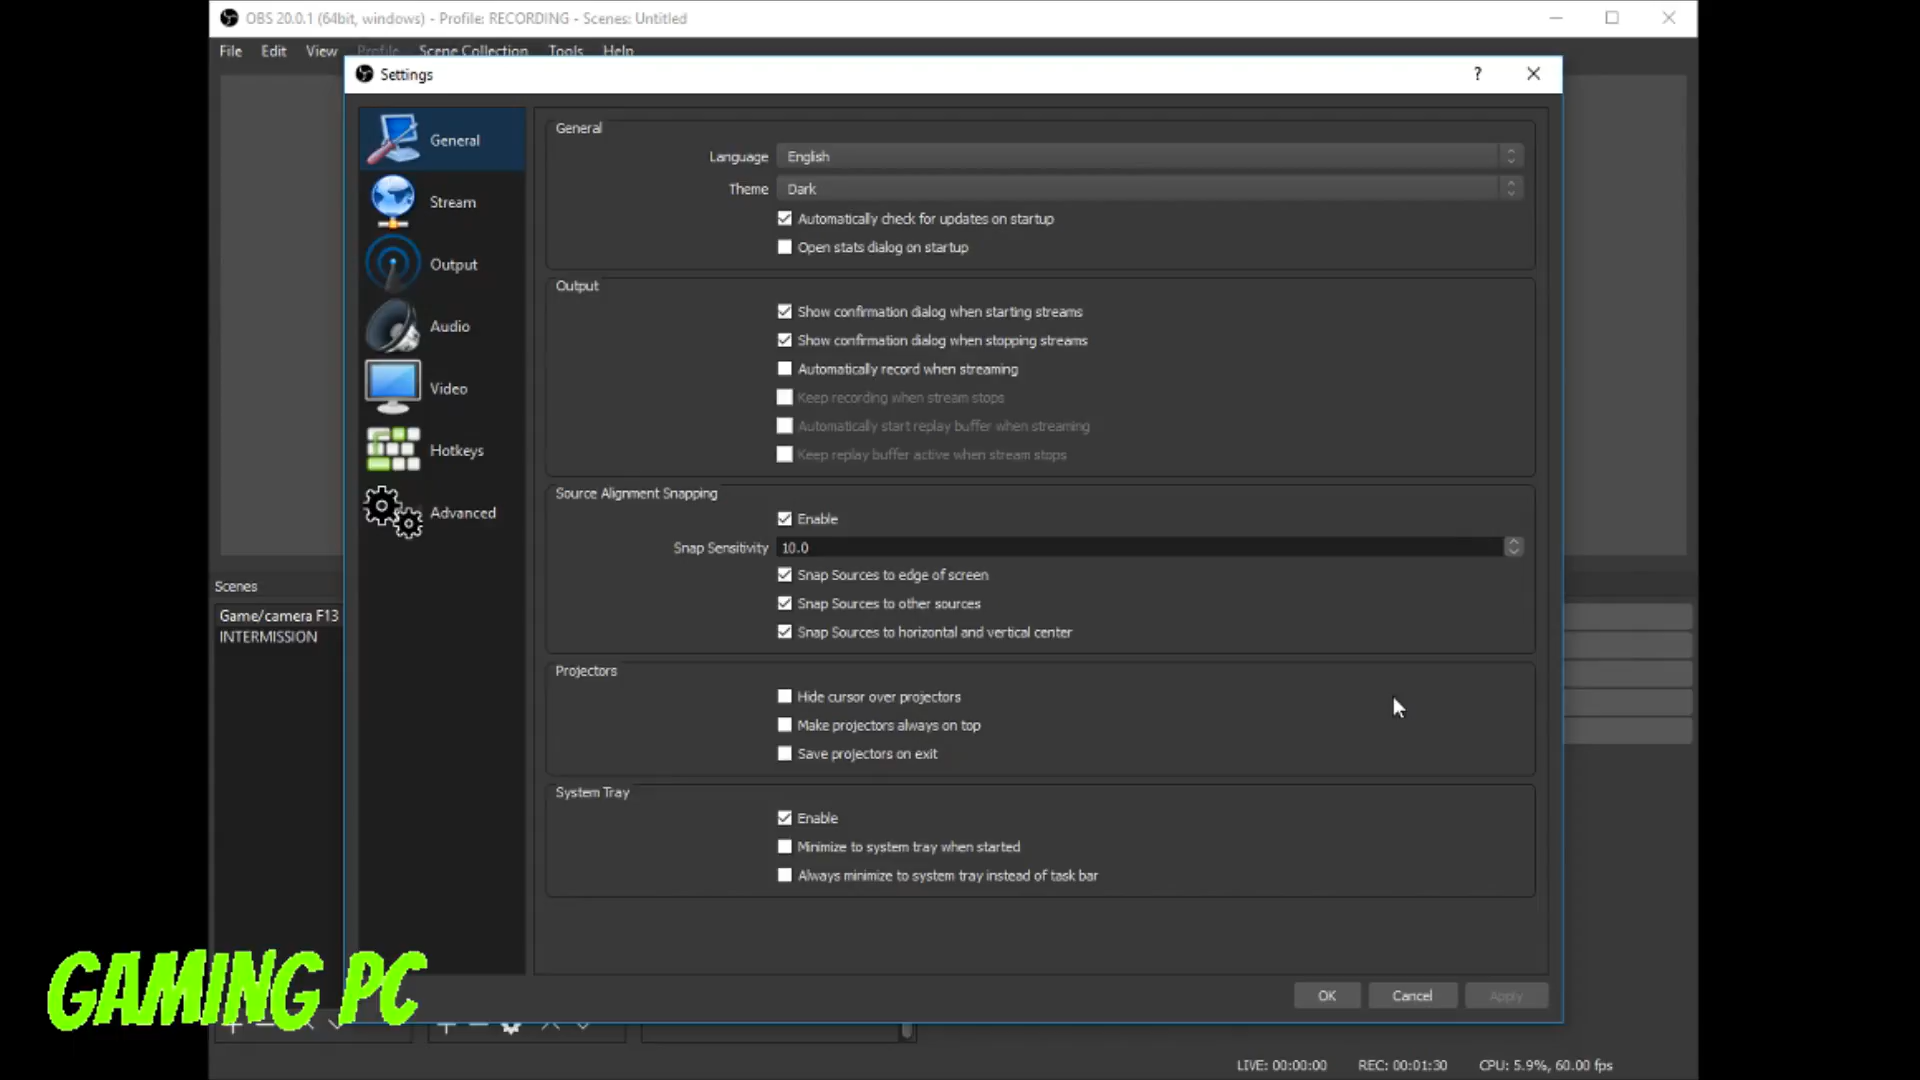 OBS 20.0.1 (64bit, windows) - Profile: RECORDING - Scenes: Untitled
File Edit View Profile Scene Collection Tools Help
Settings
?
General
Stream
Output
Audio
Video
Hotkeys
Advanced
General
Language English
Theme Dark
Automatically check for updates on startup
Open stats dialog on startup
Output
Show confirmation dialog when starting streams
Show confirmation dialog when stopping streams
Automatically record when streaming
Keep recording when stream stops
Automatically start replay buffer when streaming
Keep replay buffer active when stream stops
Source Alignment Snapping
Enable
Snap Sensitivity 10.0
Snap Sources to edge of screen
Snap Sources to other sources
Snap Sources to horizontal and vertical center
Projectors
Hide cursor over projectors
Make projectors always on top
Save projectors on exit
System Tray
Enable
Minimize to system tray when started
Always minimize to system tray instead of task bar
OK Cancel Apply
Scenes
Game/camera F13
INTERMISSION
GAMING PC
LIVE: 00:00:00 REC: 00:01:30 CPU: 5.9%, 60.00 fps